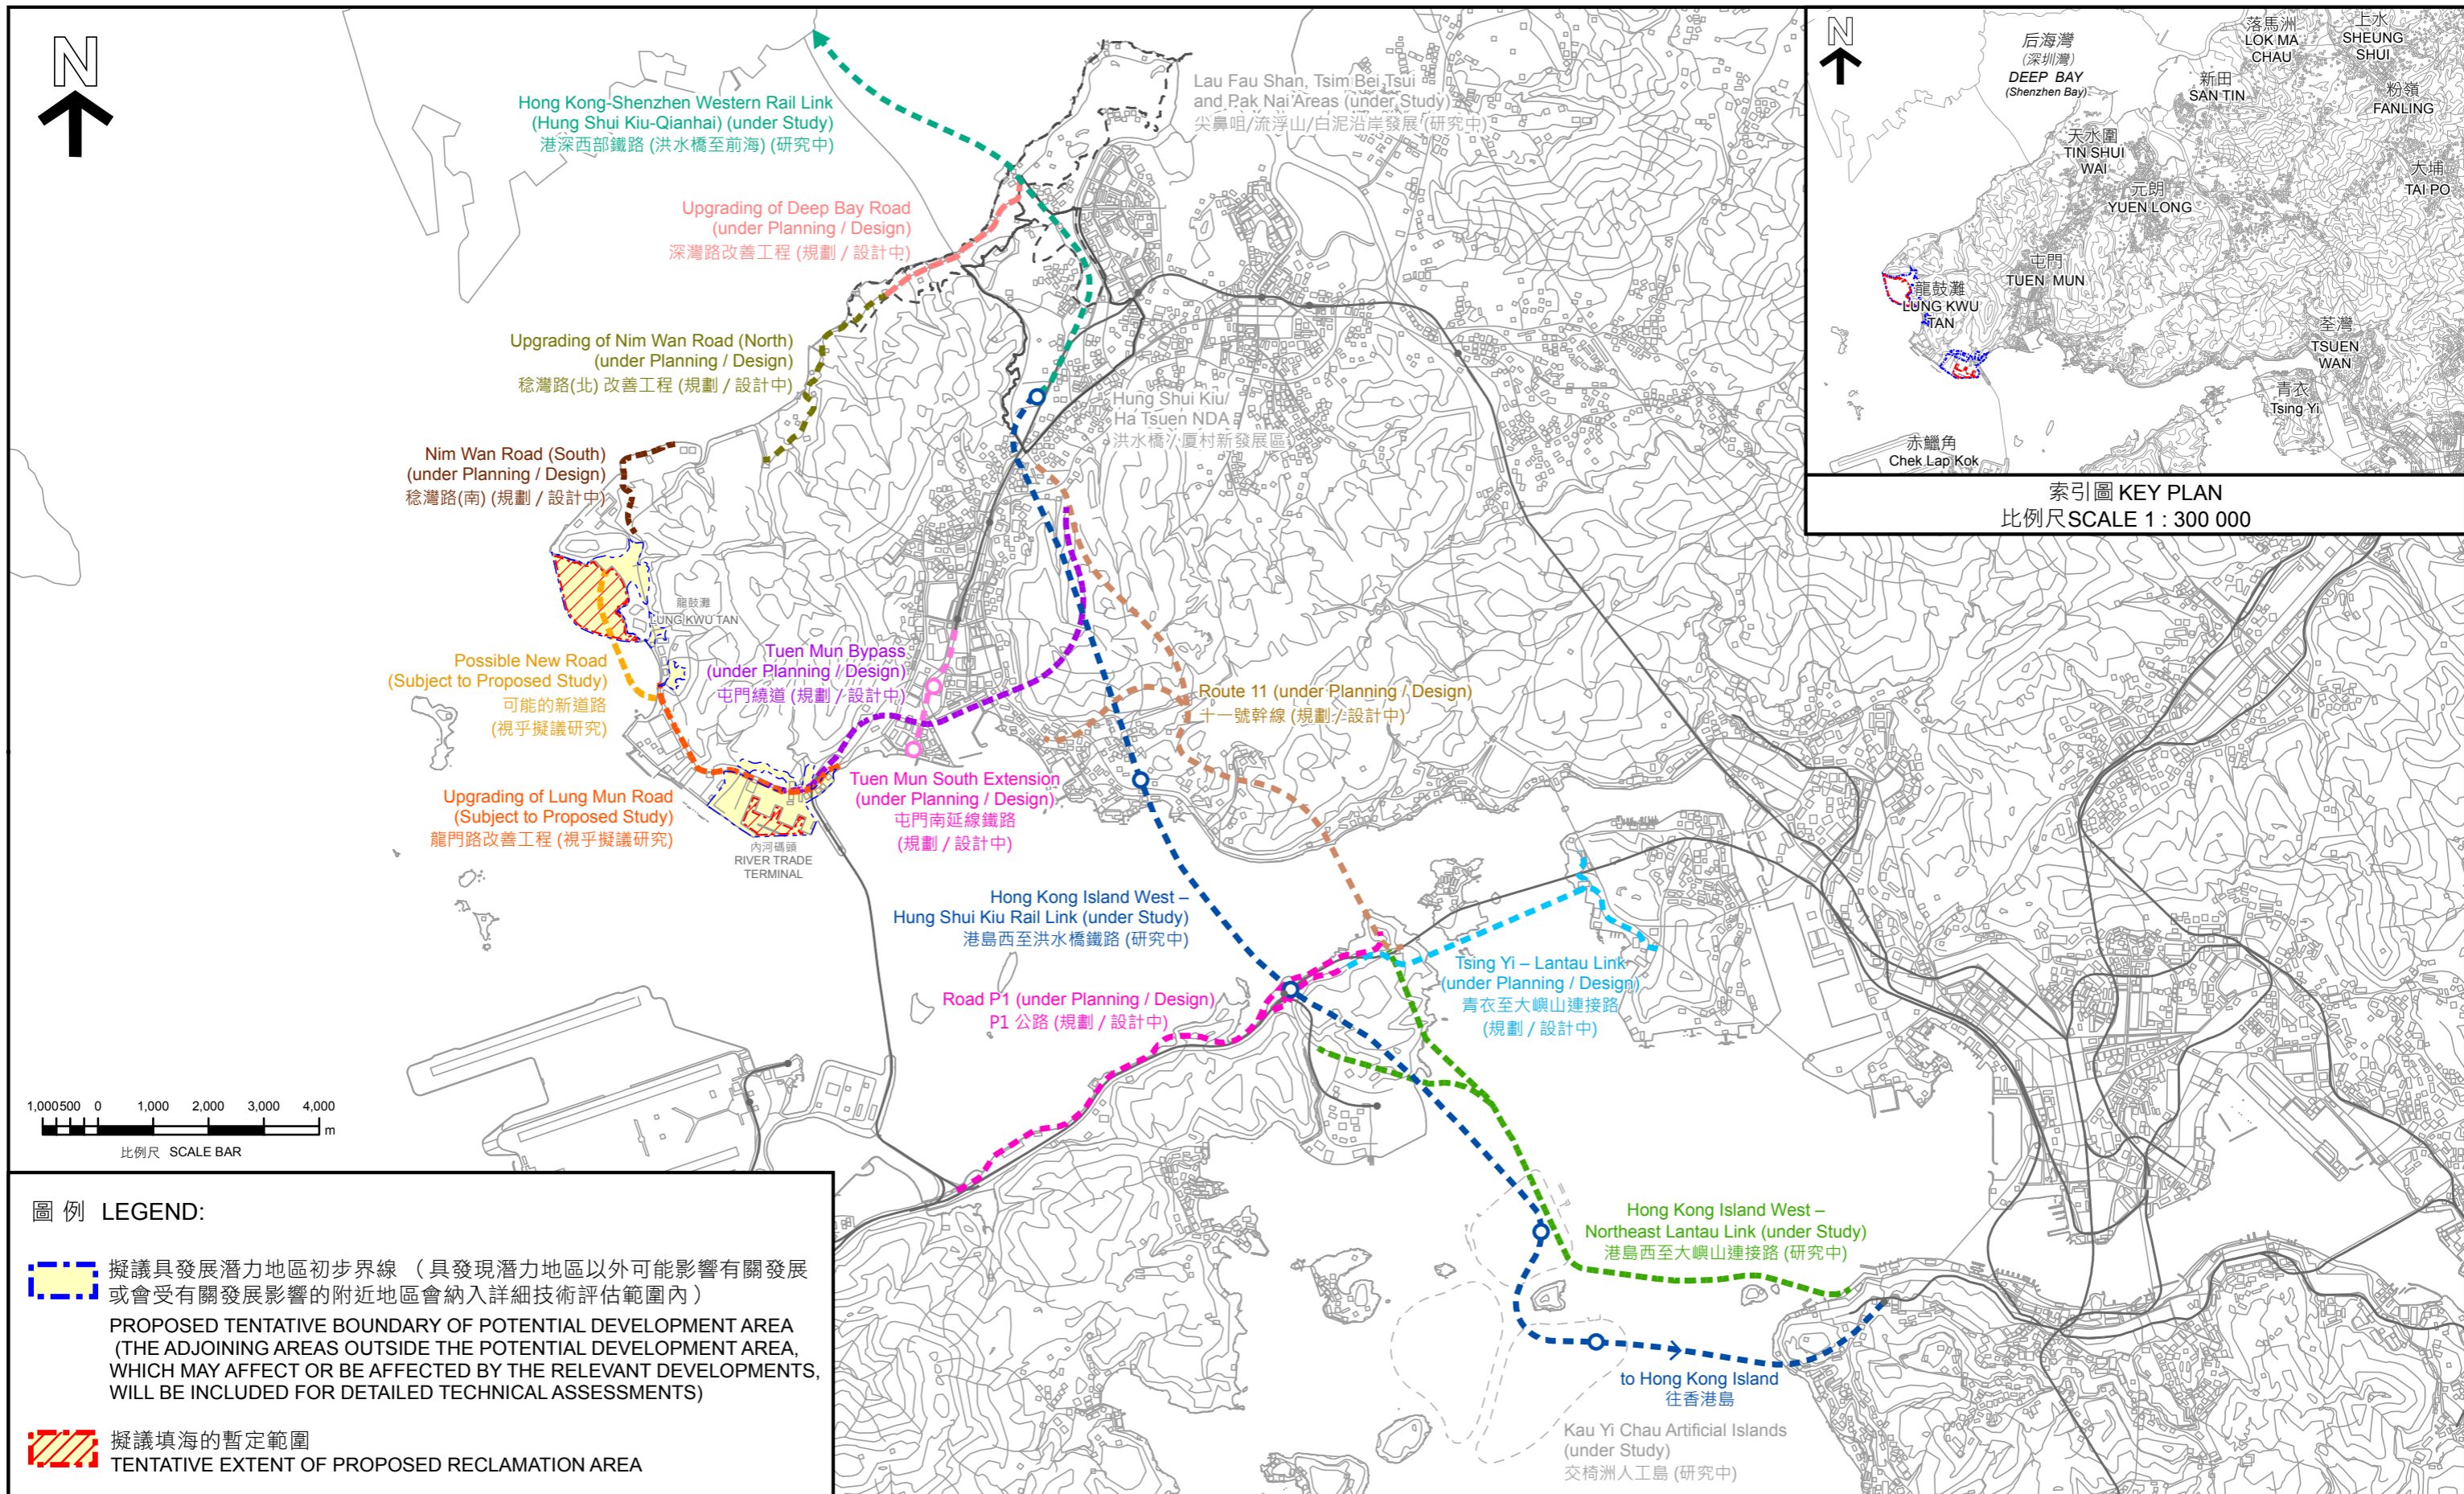 N
Hong Kong-Shenzhen Western Rail Link
(Hung Shui Kiu-Qianhai) (under Study)
港深西部鐵路 (洪水橋至前海) (研究中)
Lau Fau Shan, Tsim Bei Tsui
and Pak Nai Areas (under Study)
尖鼻咀/流浮山/白泥沿岸發展 (研究中)
Upgrading of Deep Bay Road
(under Planning / Design)
深灣路改善工程 (規劃 / 設計中)
Upgrading of Nim Wan Road (North)
(under Planning / Design)
稔灣路(北) 改善工程 (規劃 / 設計中)
Hung Shui Kiu/
Ha Tsuen NDA
洪水橋/厦村新發展區
Nim Wan Road (South)
(under Planning / Design)
稔灣路(南) (規劃 / 設計中)
龍鼓灘
LUNG KWU TAN
Possible New Road
(Subject to Proposed Study)
可能的新道路
(視乎擬議研究)
Tuen Mun Bypass
(under Planning / Design)
屯門繞道 (規劃 / 設計中)
Route 11 (under Planning / Design)
十一號幹線 (規劃 / 設計中)
Upgrading of Lung Mun Road
(Subject to Proposed Study)
龍門路改善工程 (視乎擬議研究)
Tuen Mun South Extension
(under Planning / Design)
屯門南延線鐵路
(規劃 / 設計中)
內河碼頭
RIVER TRADE
TERMINAL
Hong Kong Island West –
Hung Shui Kiu Rail Link (under Study)
港島西至洪水橋鐵路 (研究中)
Road P1 (under Planning / Design)
P1 公路 (規劃 / 設計中)
Tsing Yi – Lantau Link
(under Planning / Design)
青衣至大嶼山連接路
(規劃 / 設計中)
Hong Kong Island West –
Northeast Lantau Link (under Study)
港島西至大嶼山連接路 (研究中)
to Hong Kong Island
往香港島
Kau Yi Chau Artificial Islands
(under Study)
交椅洲人工島 (研究中)
N
后海灣
(深圳灣)
DEEP BAY
(Shenzhen Bay)
落馬洲
LOK MA
CHAU
上水
SHEUNG
SHUI
新田
SAN TIN
粉嶺
FANLING
天水圍
TIN SHUI
WAI
大埔
TAI PO
元朗
YUEN LONG
屯門
TUEN MUN
龍鼓灘
LUNG KWU
TAN
荃灣
TSUEN
WAN
青衣
Tsing Yi
赤鱲角
Chek Lap Kok
索引圖 KEY PLAN
比例尺SCALE 1 : 300 000
1,000 500 0 1,000 2,000 3,000 4,000
m
比例尺 SCALE BAR
圖 例 LEGEND:
擬議具發展潛力地區初步界線 （具發現潛力地區以外可能影響有關發展
或會受有關發展影響的附近地區會納入詳細技術評估範圍內）
PROPOSED TENTATIVE BOUNDARY OF POTENTIAL DEVELOPMENT AREA
(THE ADJOINING AREAS OUTSIDE THE POTENTIAL DEVELOPMENT AREA,
WHICH MAY AFFECT OR BE AFFECTED BY THE RELEVANT DEVELOPMENTS,
WILL BE INCLUDED FOR DETAILED TECHNICAL ASSESSMENTS)
擬議填海的暫定範圍
TENTATIVE EXTENT OF PROPOSED RECLAMATION AREA